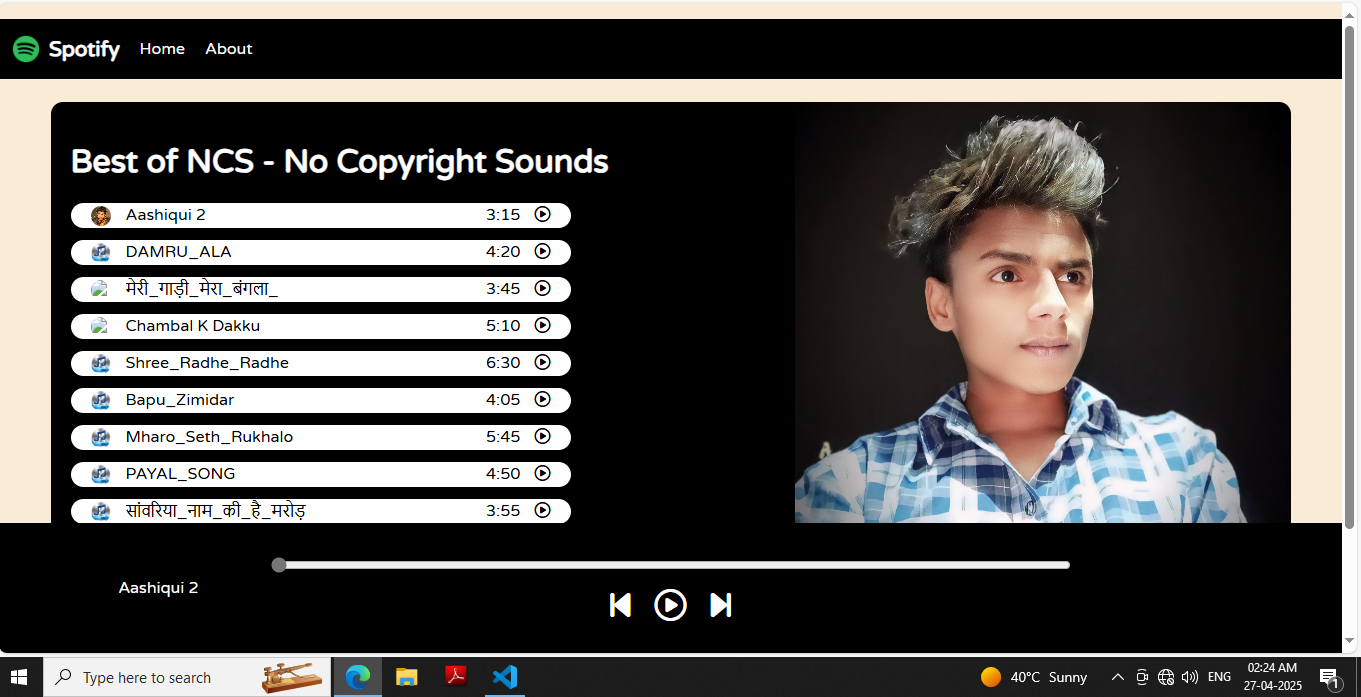 Spotify Home About
Best of NCS - No Copyright Sounds
Aashiqui 2 3:15
DAMRU_ALA 4:20
मेरी_गाड़ी_मेरा_बंगला_ 3:45
Chambal K Dakku 5:10
Shree_Radhe_Radhe 6:30
Bapu_Zimidar 4:05
Mharo_Seth_Rukhalo 5:45
PAYAL_SONG 4:50
सांवरिया_नाम_की_है_मरोड़ 3:55
A
Aashiqui 2
Type here to search
40°C Sunny
ENG
02:24 AM
27-04-2025
1